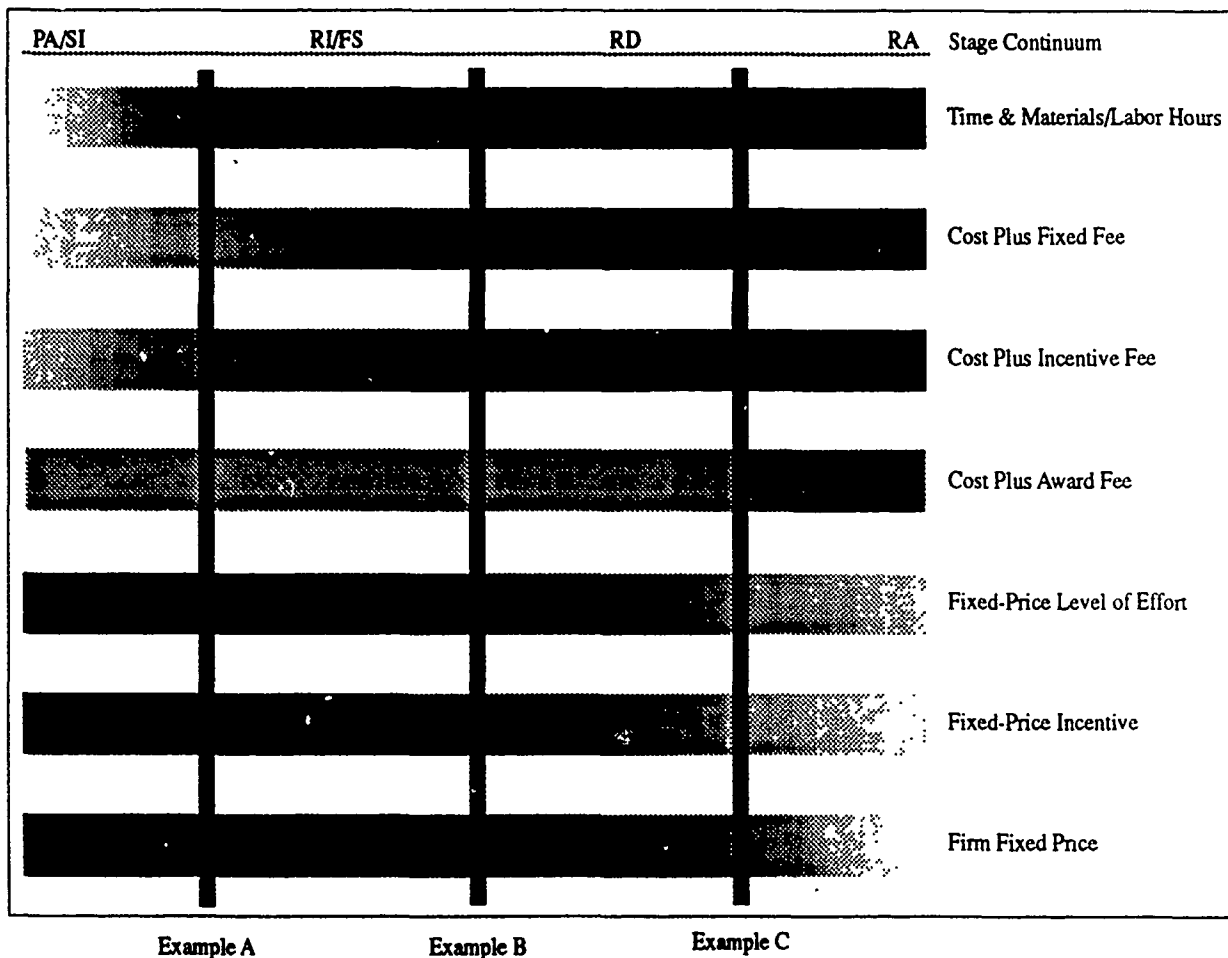 PA/SI RI/FS RD RA Stage Continuum
Time & Materials/Labor Hours
Cost Plus Fixed Fee
Cost Plus Incentive Fee
Cost Plus Award Fee
Fixed-Price Level of Effort
Fixed-Price Incentive
Firm Fixed Price
Example A Example B Example C